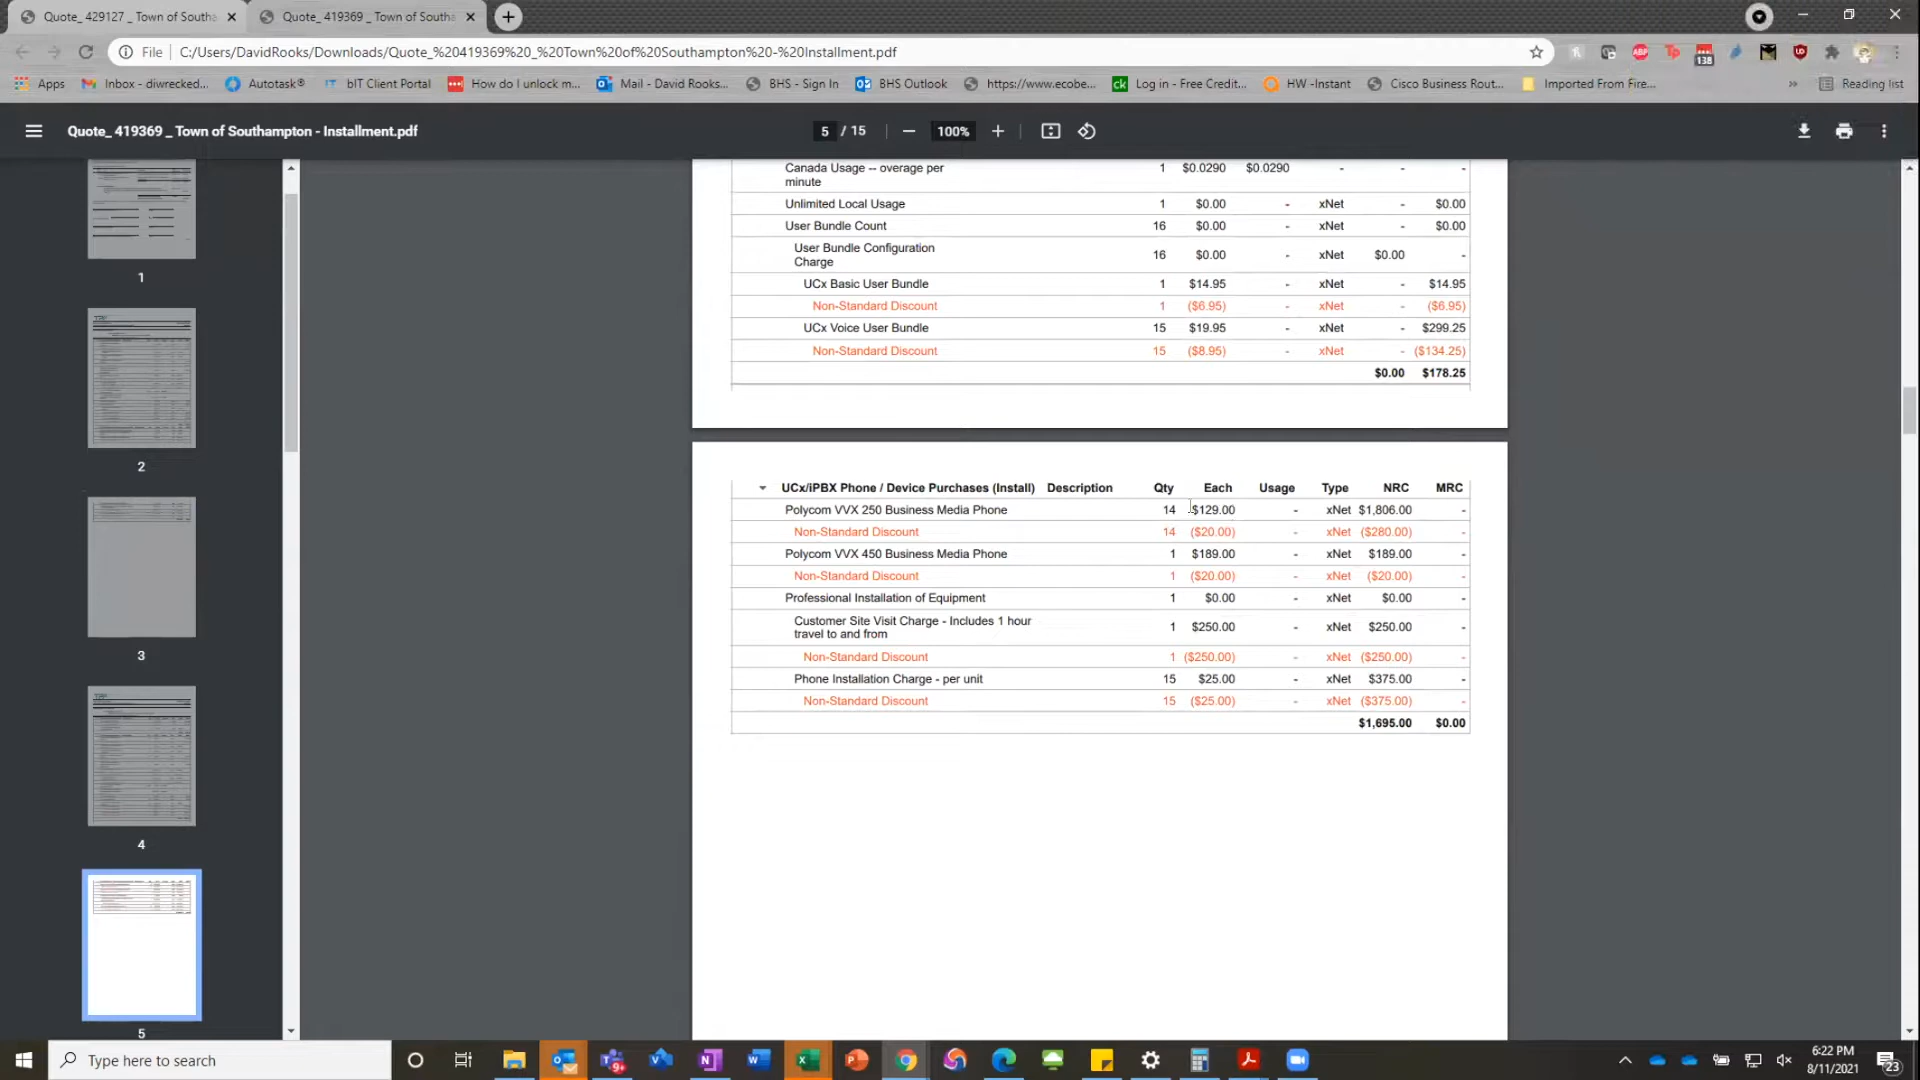 Quote_ 429127 _ Town of Southa
Quote_ 419369 _ Town of Southa
File
C:/Users/DavidRooks/Downloads/Quote_%20419369%20_%20Town%20of%20Southampton%20-%20Installment.pdf
138
Apps Inbox - diwrecked... Autotask® bIT Client Portal How do I unlock m... Mail - David Rooks... BHS - Sign In BHS Outlook https://www.ecobe... Log in - Free Credit... HW -Instant Cisco Business Rout... Imported From Fire... » Reading list
Quote_ 419369 _ Town of Southampton - Installment.pdf
5 / 15
100%
1
2
3
4
5
Canada Usage -- overage per minute 1 $0.0290 $0.0290 - - -
Unlimited Local Usage 1 $0.00 - xNet - $0.00
User Bundle Count 16 $0.00 - xNet - $0.00
User Bundle Configuration Charge 16 $0.00 - xNet $0.00 -
UCx Basic User Bundle 1 $14.95 - xNet - $14.95
Non-Standard Discount 1 ($6.95) - xNet - ($6.95)
UCx Voice User Bundle 15 $19.95 - xNet - $299.25
Non-Standard Discount 15 ($8.95) - xNet - ($134.25)
$0.00 $178.25
UCx/iPBX Phone / Device Purchases (Install) Description Qty Each Usage Type NRC MRC
Polycom VVX 250 Business Media Phone 14 $129.00 - xNet $1,806.00 -
Non-Standard Discount 14 ($20.00) - xNet ($280.00) -
Polycom VVX 450 Business Media Phone 1 $189.00 - xNet $189.00 -
Non-Standard Discount 1 ($20.00) - xNet ($20.00) -
Professional Installation of Equipment 1 $0.00 - xNet $0.00 -
Customer Site Visit Charge - Includes 1 hour travel to and from 1 $250.00 - xNet $250.00 -
Non-Standard Discount 1 ($250.00) - xNet ($250.00) -
Phone Installation Charge - per unit 15 $25.00 - xNet $375.00 -
Non-Standard Discount 15 ($25.00) - xNet ($375.00) -
$1,695.00 $0.00
Type here to search
9+
6:22 PM
8/11/2021
23